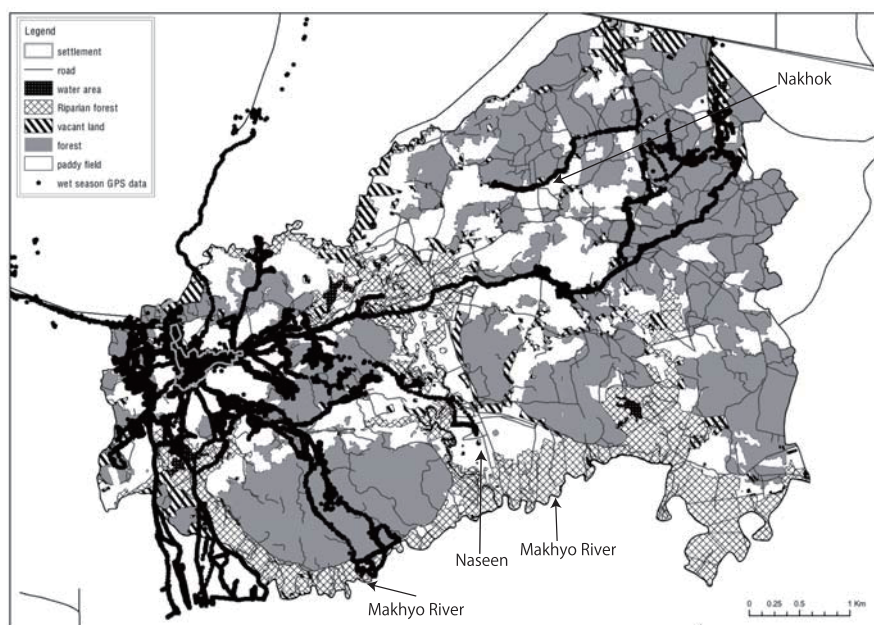 Legend
settlement
road
water area
Riparian forest
vacant land
forest
paddy field
wet season GPS data
Nakhok
Naseen
Makhyo River
Makhyo River
0 0.25 0.5 1 Km